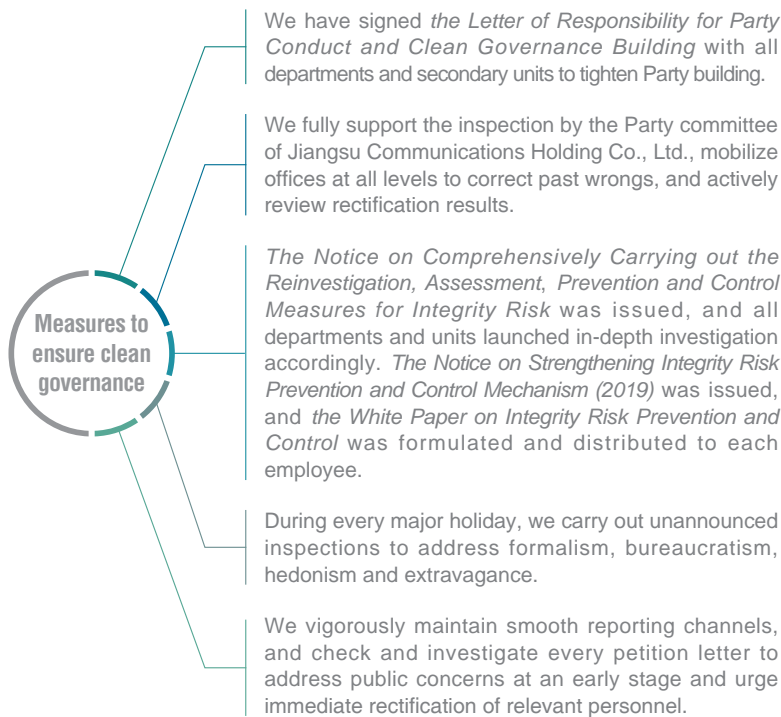 We have signed the Letter of Responsibility for Party
Conduct and Clean Governance Building with all
departments and secondary units to tighten Party building.
We fully support the inspection by the Party committee
of Jiangsu Communications Holding Co., Ltd., mobilize
offices at all levels to correct past wrongs, and actively
review rectification results.
Measures to
ensure clean
governance
The Notice on Comprehensively Carrying out the
Reinvestigation, Assessment, Prevention and Control
Measures for Integrity Risk was issued, and all
departments and units launched in-depth investigation
accordingly. The Notice on Strengthening Integrity Risk
Prevention and Control Mechanism (2019) was issued,
and the White Paper on Integrity Risk Prevention and
Control was formulated and distributed to each
employee.
During every major holiday, we carry out unannounced
inspections to address formalism, bureaucratism,
hedonism and extravagance.
We vigorously maintain smooth reporting channels,
and check and investigate every petition letter to
address public concerns at an early stage and urge
immediate rectification of relevant personnel.